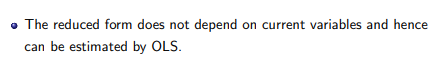 The reduced form does not depend on current variables and hence
can be estimated by OLS.